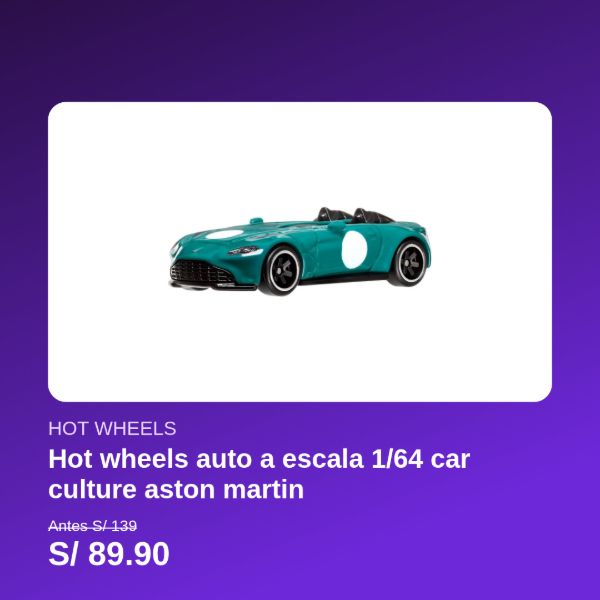 HOT WHEELS
Hot wheels auto a escala 1/64 car
culture aston martin
Antes S/ 139
S/ 89.90